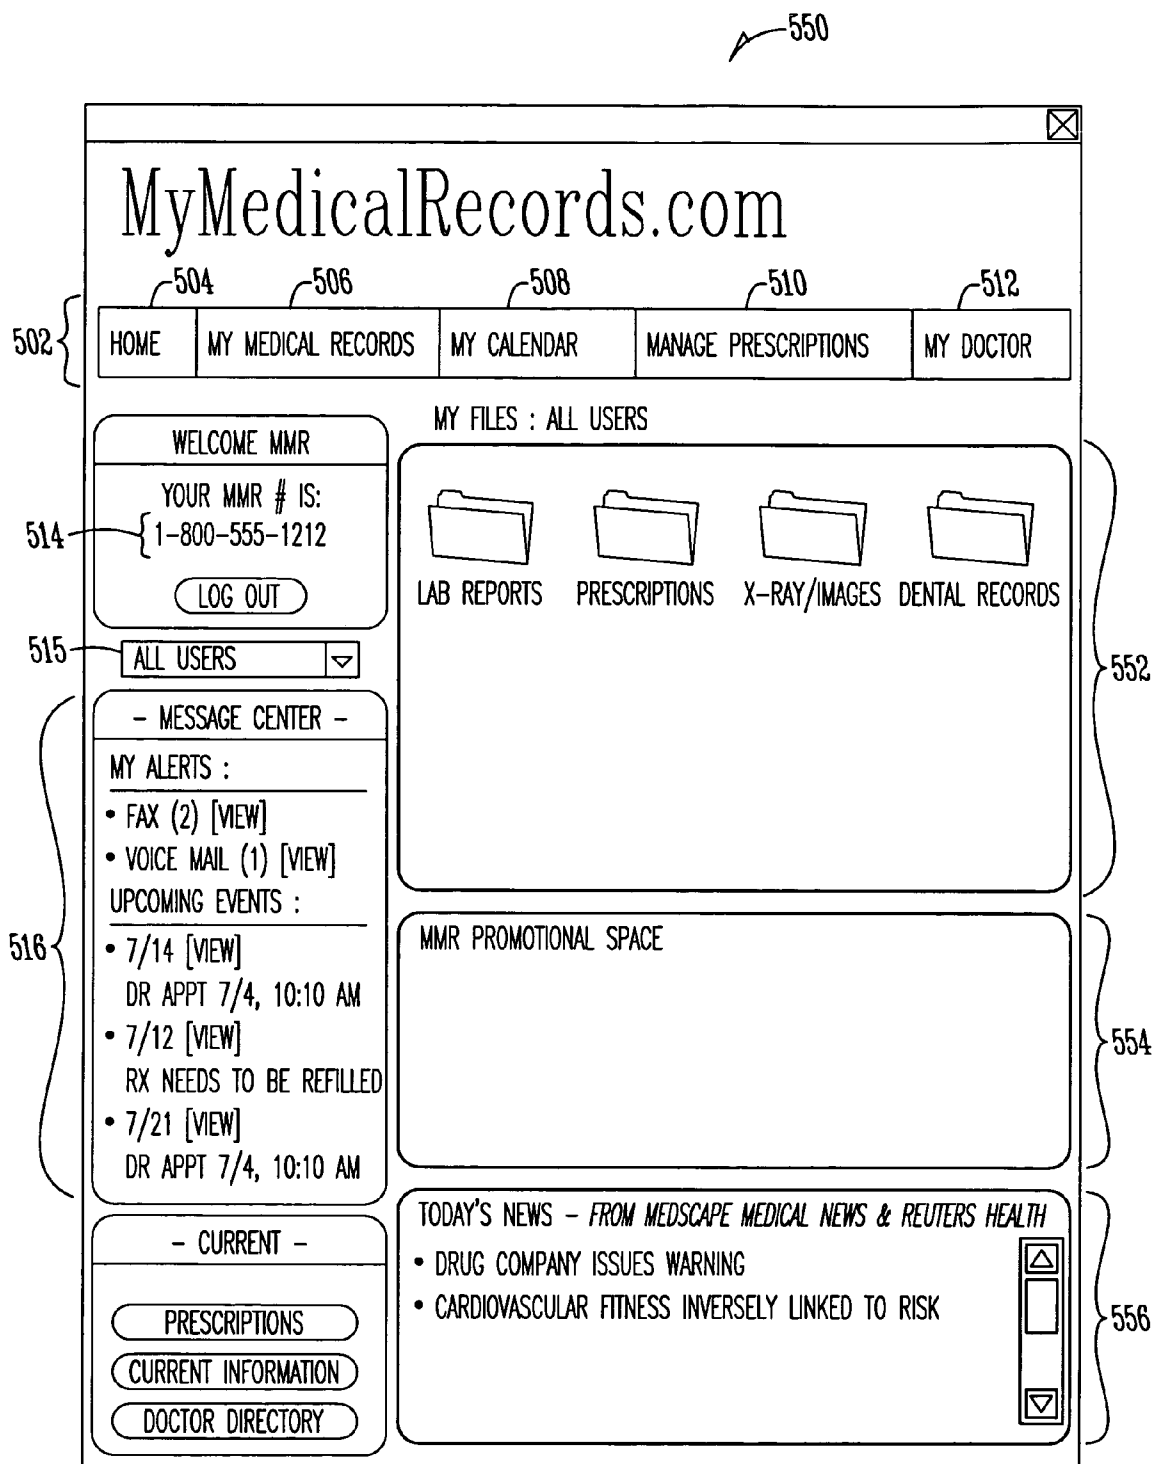 550
MyMedicalRecords.com
504 506 508 510 512
502
HOME MY MEDICAL RECORDS MY CALENDAR MANAGE PRESCRIPTIONS MY DOCTOR
WELCOME MMR
YOUR MMR # IS:
514
1-800-555-1212
LOG OUT
515
ALL USERS
516
- MESSAGE CENTER -
MY ALERTS :
• FAX (2) [VIEW]
• VOICE MAIL (1) [VIEW]
UPCOMING EVENTS :
• 7/14 [VIEW]
DR APPT 7/4, 10:10 AM
• 7/12 [VIEW]
RX NEEDS TO BE REFILLED
• 7/21 [VIEW]
DR APPT 7/4, 10:10 AM
- CURRENT -
PRESCRIPTIONS
CURRENT INFORMATION
DOCTOR DIRECTORY
MY FILES : ALL USERS
LAB REPORTS PRESCRIPTIONS X-RAY/IMAGES DENTAL RECORDS
552
MMR PROMOTIONAL SPACE
554
TODAY'S NEWS - FROM MEDSCAPE MEDICAL NEWS & REUTERS HEALTH
• DRUG COMPANY ISSUES WARNING
• CARDIOVASCULAR FITNESS INVERSELY LINKED TO RISK
556